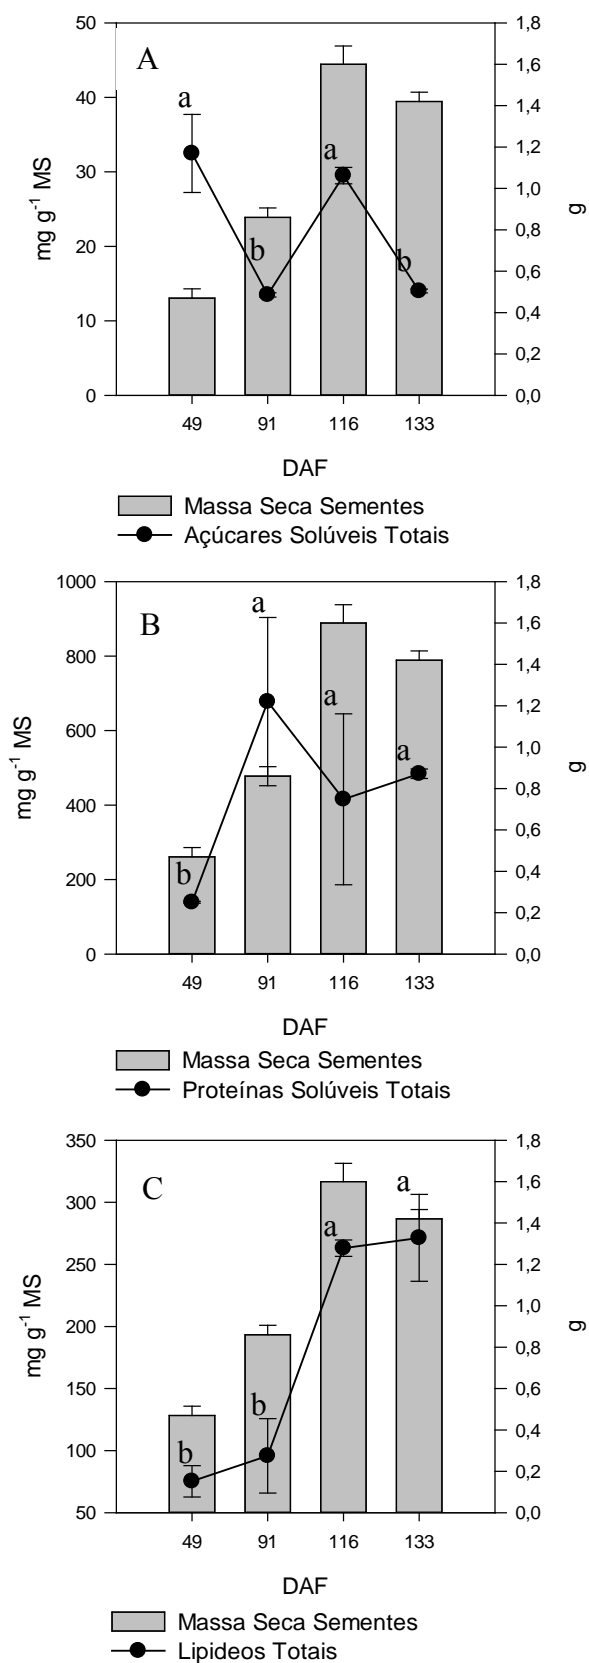 50 1,8
A
1,6
a
40 1,4
a
1,2
30
1,0
mg g⁻¹ MS g
0,8
20 b b
0,6
0,4
10
0,2
0 0,0
49 91 116 133
DAF
Massa Seca Sementes
Açúcares Solúveis Totais
1000 1,8
a
B 1,6
800 1,4
a
1,2
600 a
1,0
mg g⁻¹ MS g
0,8
400
0,6
b
200 0,4
0,2
0 0,0
49 91 116 133
DAF
Massa Seca Sementes
Proteínas Solúveis Totais
350 1,8
C a
300 1,6
1,4
a
250 1,2
1,0
mg g⁻¹ MS g
200
0,8
150 0,6
b
b 0,4
100
0,2
50 0,0
49 91 116 133
DAF
Massa Seca Sementes
Lipideos Totais